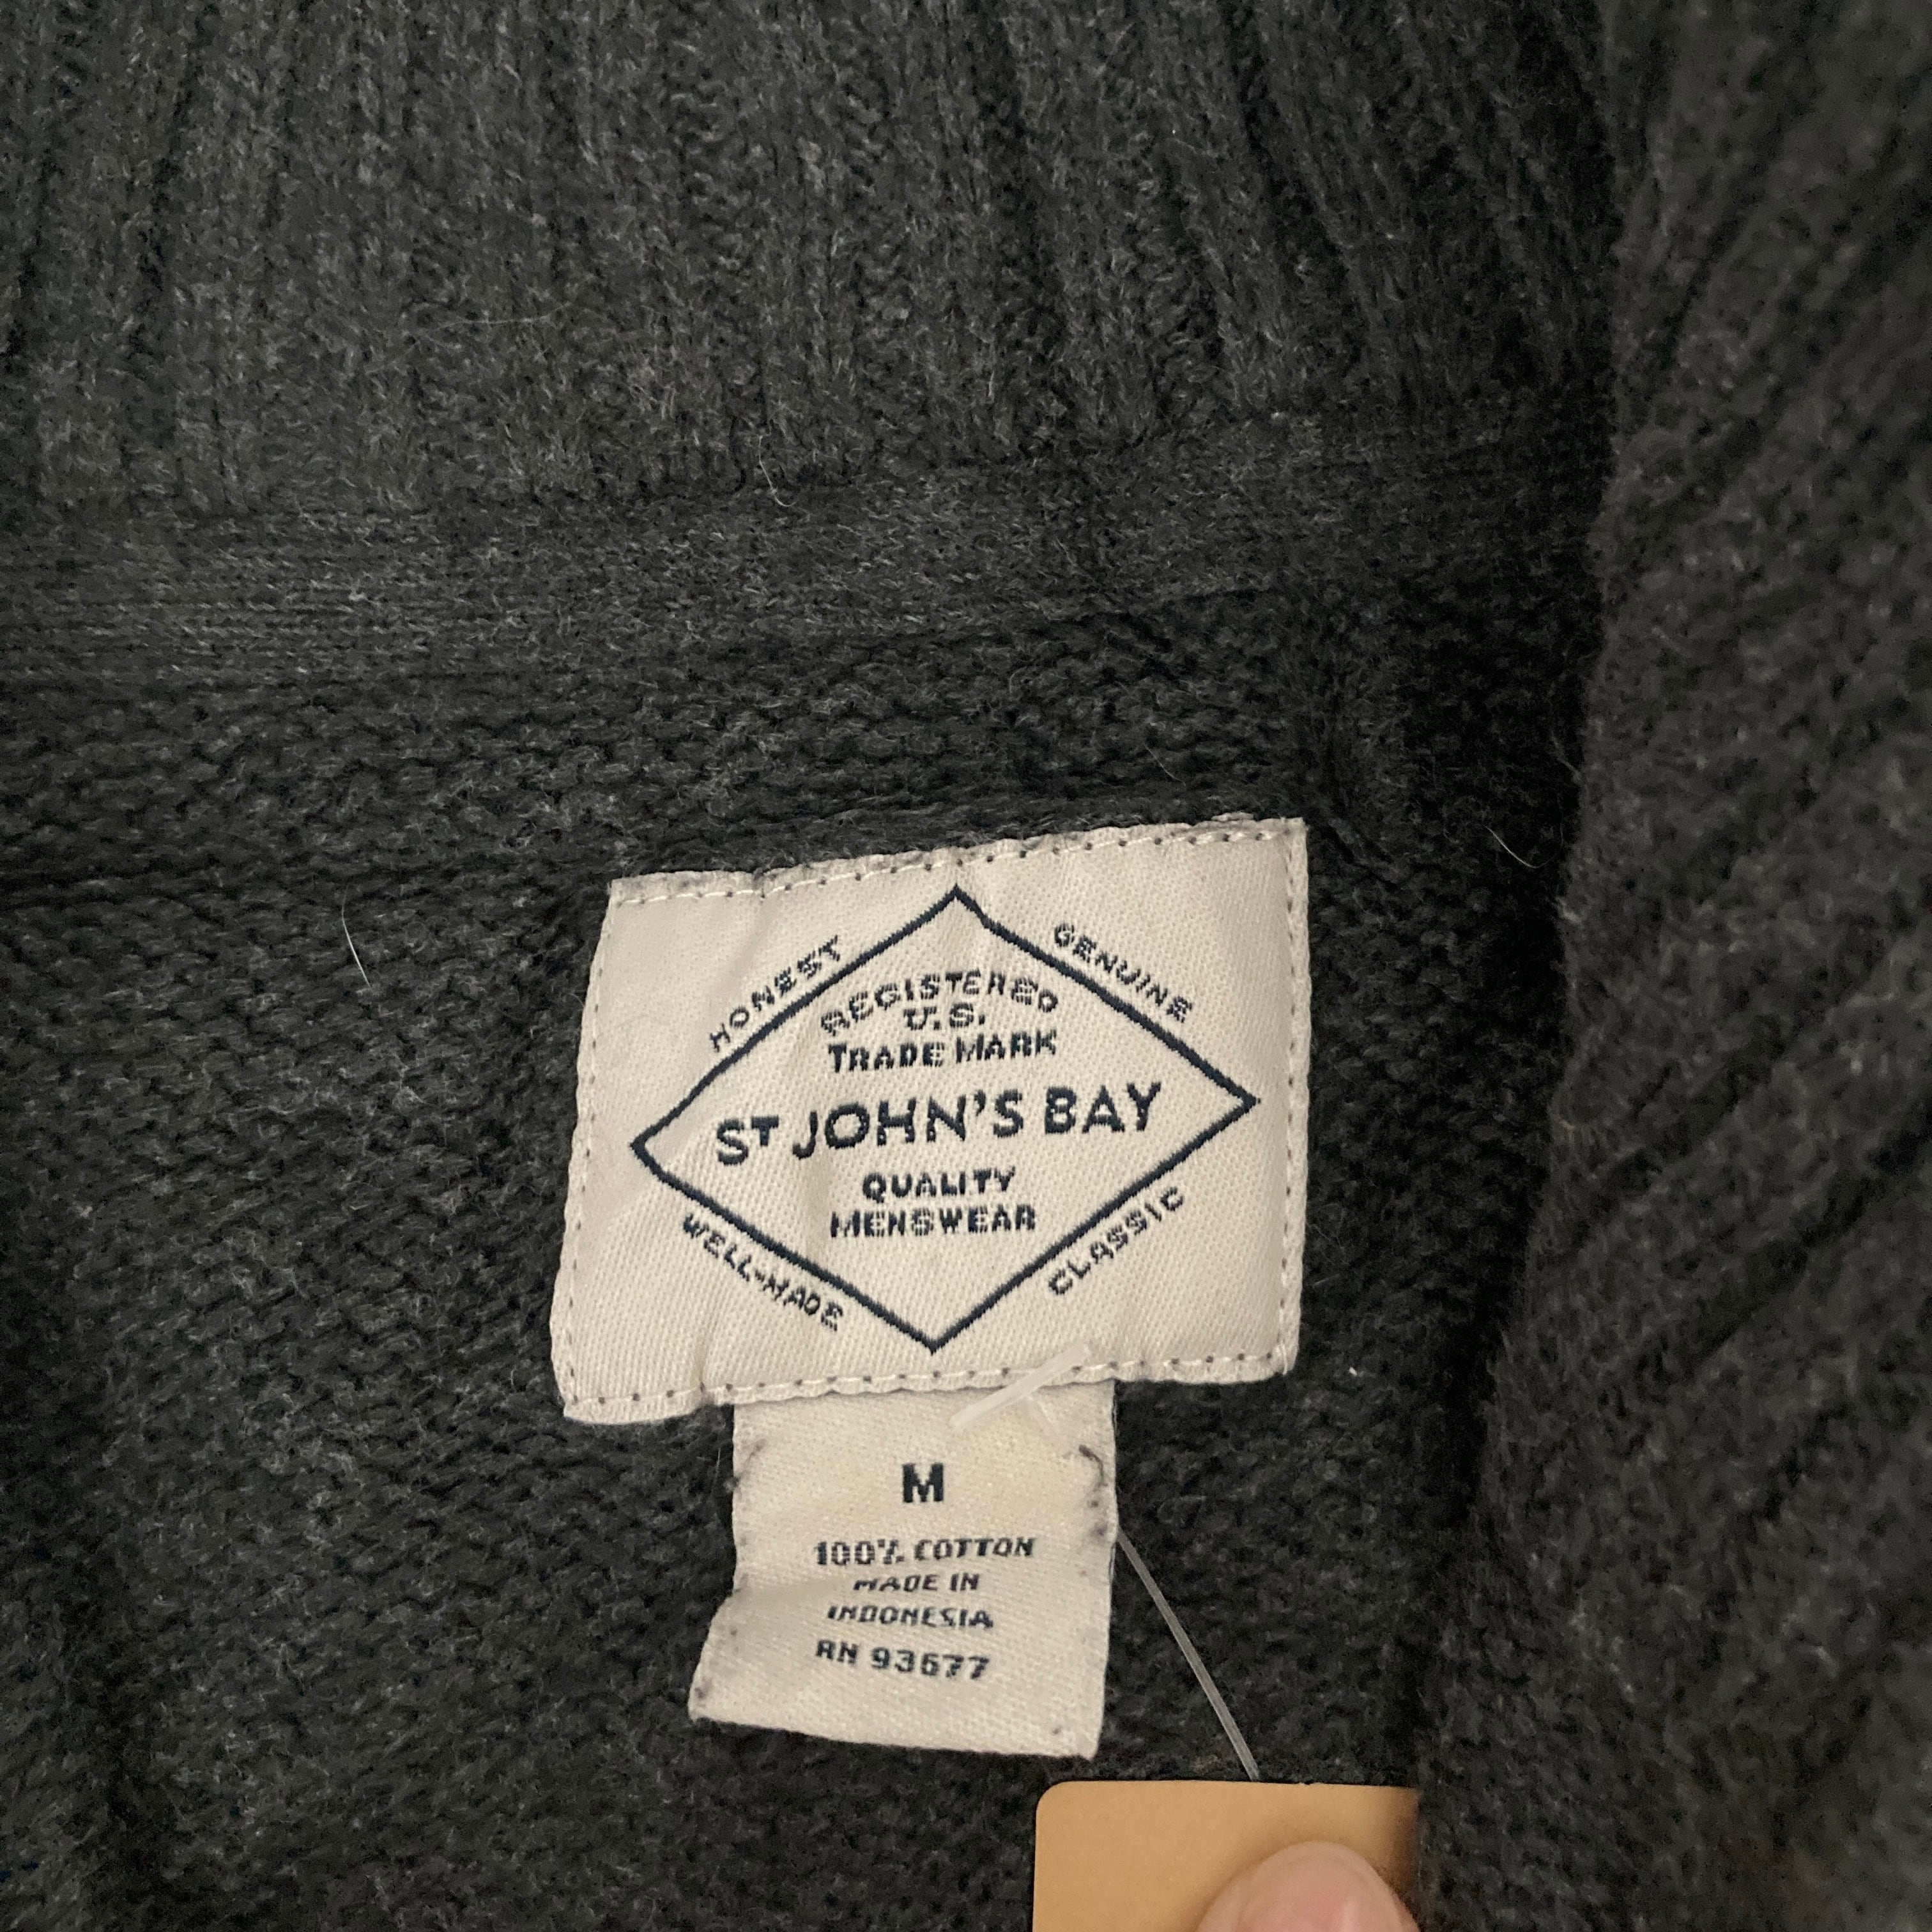 HONEST
GENUINE
REGISTERED
U.S.
TRADE MARK
ST JOHN'S BAY
QUALITY
MENSWEAR
WELL-MADE
CLASSIC
M
100% COTTON
MADE IN
INDONESIA
RN 93677